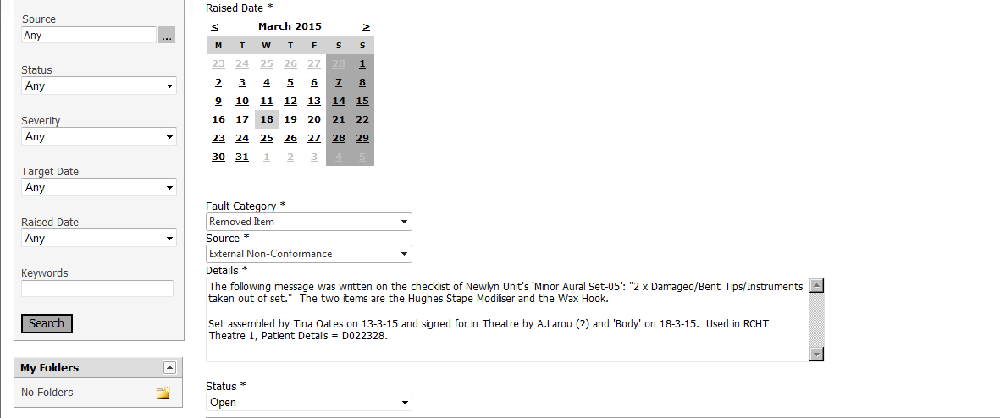 Source
Any
...
Status
Any
Severity
Any
Target Date
Any
Raised Date
Any
Keywords
Search
My Folders
No Folders
Raised Date *
< March 2015 >
M T W T F S S
23 24 25 26 27 28 1
2 3 4 5 6 7 8
9 10 11 12 13 14 15
16 17 18 19 20 21 22
23 24 25 26 27 28 29
30 31 1 2 3 4 5
Fault Category *
Removed Item
Source *
External Non-Conformance
Details *
The following message was written on the checklist of Newlyn Unit's 'Minor Aural Set-05': "2 x Damaged/Bent Tips/Instruments
taken out of set." The two items are the Hughes Stape Modiliser and the Wax Hook.
Set assembled by Tina Oates on 13-3-15 and signed for in Theatre by A.Larou (?) and 'Body' on 18-3-15. Used in RCHT
Theatre 1, Patient Details = D022328.
Status *
Open